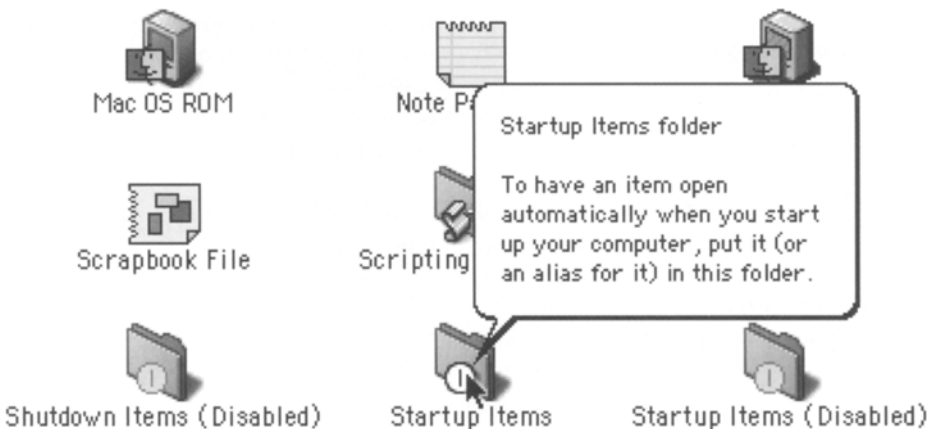 Mac OS ROM
Note P
Startup Items folder
To have an item open
automatically when you start
up your computer, put it (or
an alias for it) in this folder.
Scrapbook File
Scripting
Shutdown Items (Disabled)
Startup Items
Startup Items (Disabled)